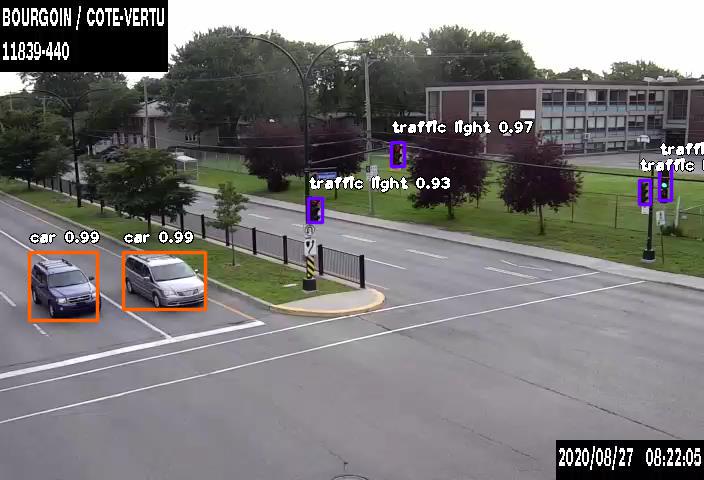 BOURGOIN / COTE-VERTU
11839-440
traffic light 0.97
traffic light 0.93
car 0.99
car 0.99
2020/08/27 08:22:05